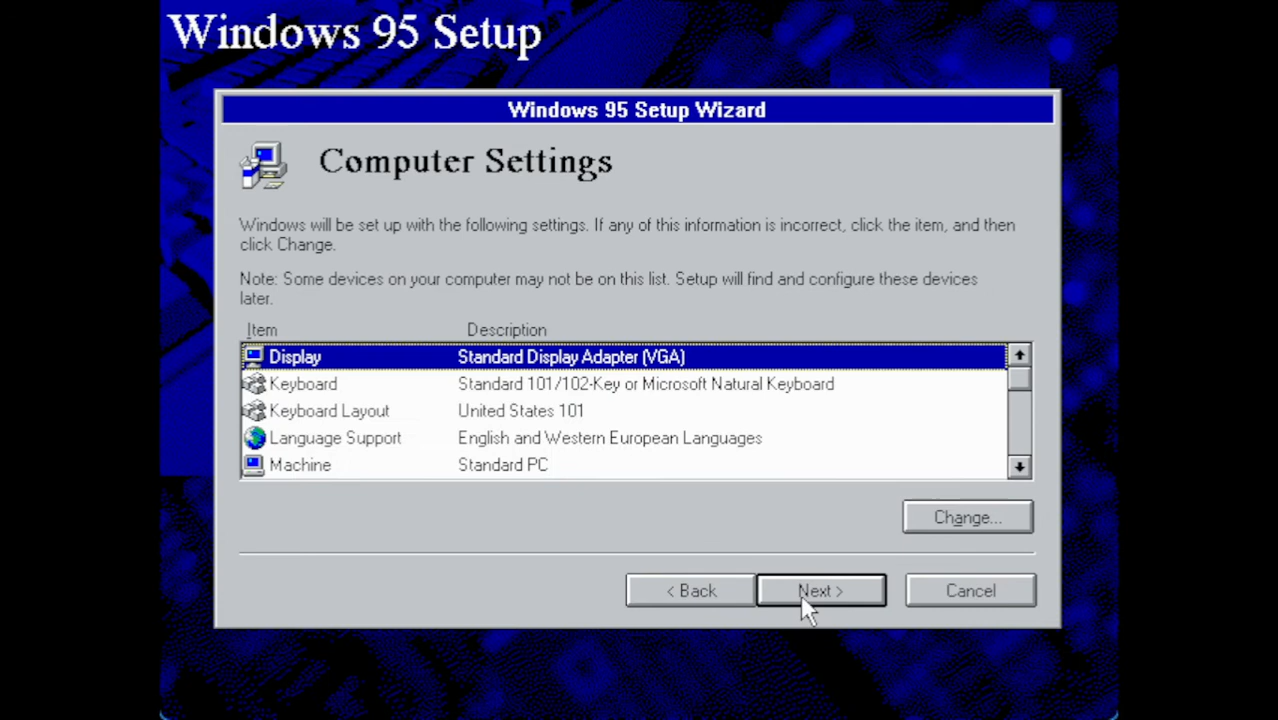 Windows 95 Setup
Windows 95 Setup Wizard
Computer Settings
Windows will be set up with the following settings. If any of this information is incorrect, click the item, and then
click Change.
Note: Some devices on your computer may not be on this list. Setup will find and configure these devices
later.
Item Description
Display Standard Display Adapter (VGA)
Keyboard Standard 101/102-Key or Microsoft Natural Keyboard
Keyboard Layout United States 101
Language Support English and Western European Languages
Machine Standard PC
Change...
< Back Next > Cancel